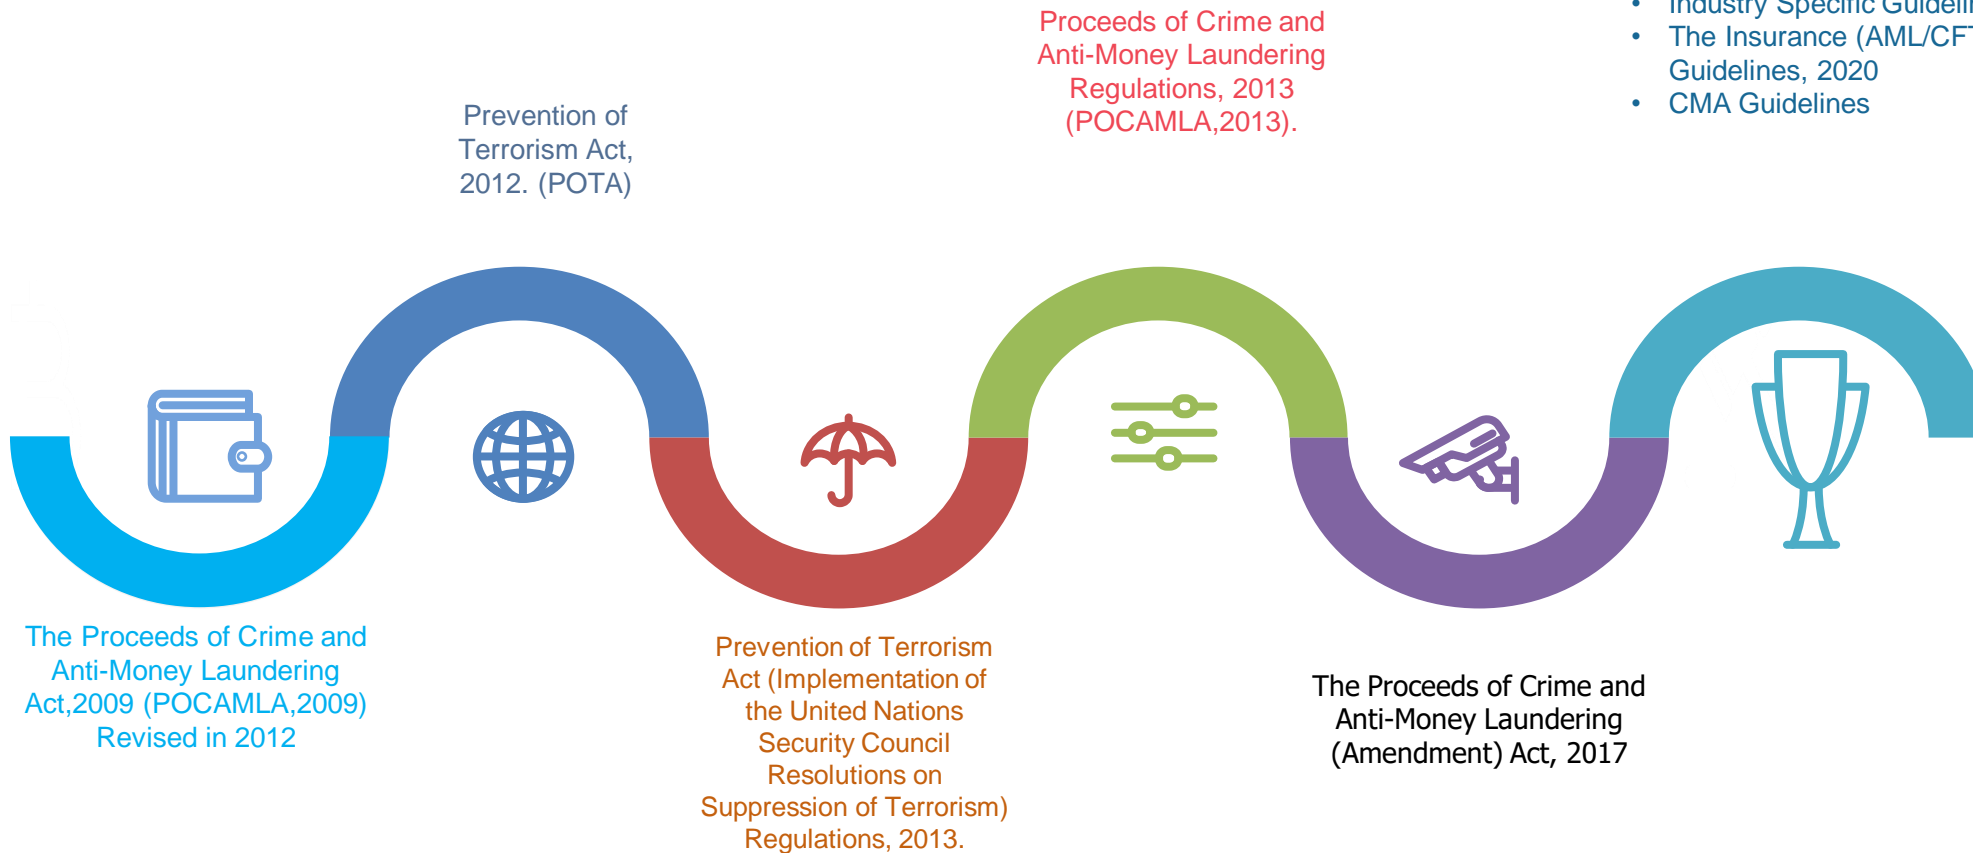 The Proceeds of Crime and
Anti-Money Laundering
Act,2009 (POCAMLA,2009)
Revised in 2012
Prevention of
Terrorism Act,
2012. (POTA)
Prevention of Terrorism
Act (Implementation of
the United Nations
Security Council
Resolutions on
Suppression of Terrorism)
Regulations, 2013.
Proceeds of Crime and
Anti-Money Laundering
Regulations, 2013
(POCAMLA,2013).
The Proceeds of Crime and
Anti-Money Laundering
(Amendment) Act, 2017
• Industry Specific
• The Insurance (AML/CFT
Guidelines, 2020
• CMA Guidelines